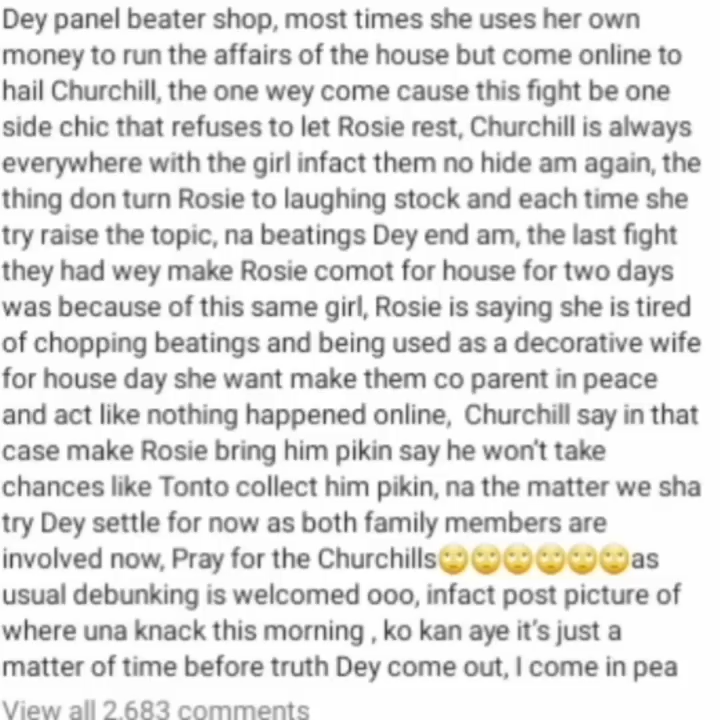 Dey panel beater shop, most times she uses her own
money to run the affairs of the house but come online to
hail Churchill, the one wey come cause this fight be one
side chic that refuses to let Rosie rest, Churchill is always
everywhere with the girl infact them no hide am again, the
thing don turn Rosie to laughing stock and each time she
try raise the topic, na beatings Dey end am, the last fight
they had wey make Rosie comot for house for two days
was because of this same girl, Rosie is saying she is tired
of chopping beatings and being used as a decorative wife
for house day she want make them co parent in peace
and act like nothing happened online,  Churchill say in that
case make Rosie bring him pikin say he won't take
chances like Tonto collect him pikin, na the matter we sha
try Dey settle for now as both family members are
involved now, Pray for the Churchills🙄🙄🙄🙄🙄🙄as
usual debunking is welcomed ooo, infact post picture of
where una knack this morning , ko kan aye it's just a
matter of time before truth Dey come out, I come in pea
View all 2,683 comments